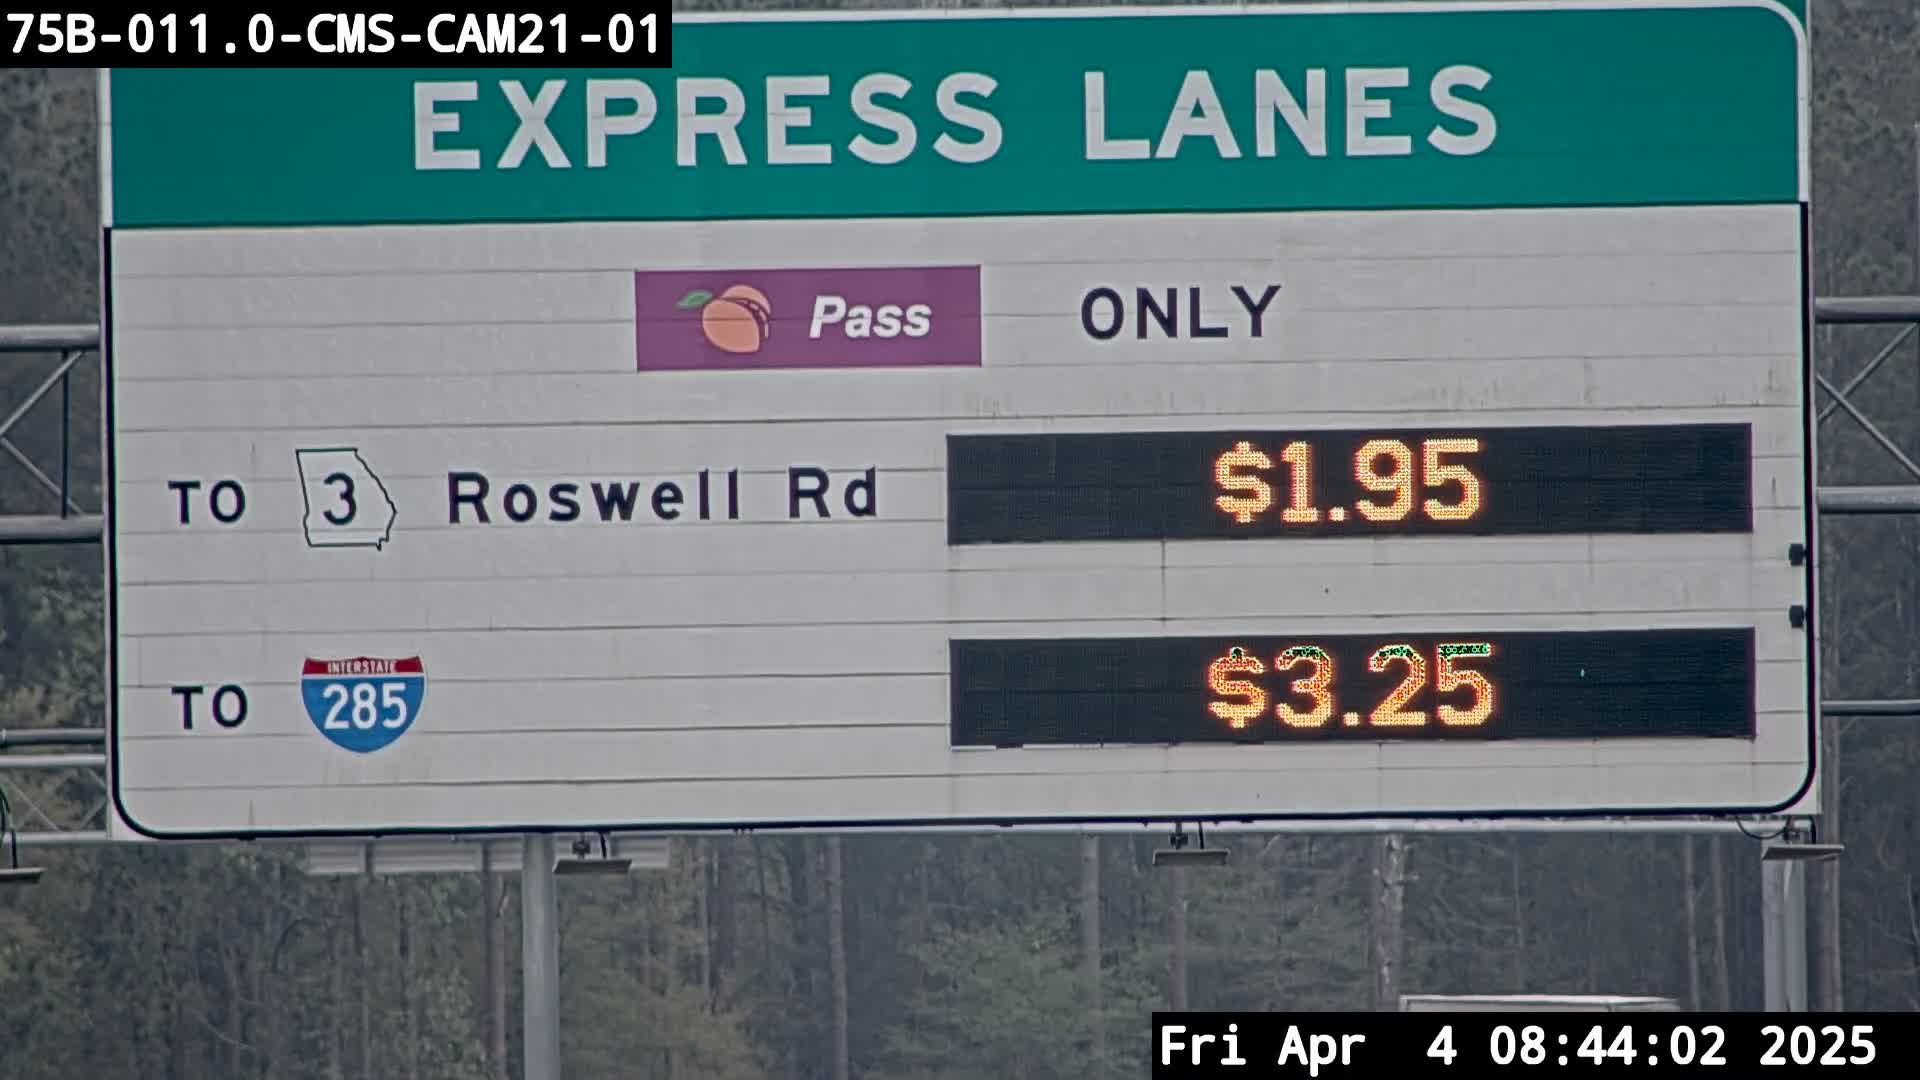 75B-011.0-CMS-CAM21-01
EXPRESS LANES
Pass ONLY
TO 3 Roswell Rd $1.95
TO INTERSTATE 285 $3.25
Fri Apr 4 08:44:02 2025